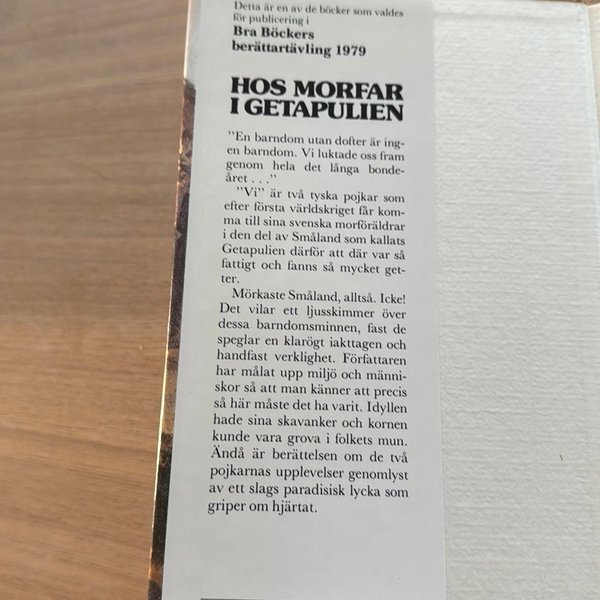 Detta är en av de böcker som valdes
för publicering i
Bra Böckers
berättartävling 1979
HOS MORFAR
I GETAPULIEN
"En barndom utan dofter är ing-
en barndom. Vi luktade oss fram
genom hela det långa bonde-
året . . ."
"Vi" är två tyska pojkar som
efter första världskriget får kom-
ma till sina svenska morföräldrar
i den del av Småland som kallats
Getapulien därför att där var så
fattigt och fanns så mycket get-
ter.
Mörkaste Småland, alltså. Icke!
Det vilar ett ljusskimmer över
dessa barndomsminnen, fast de
speglar en klarögt iakttagen och
handfast verklighet. Författaren
har målat upp miljö och männi-
skor så att man känner att precis
så här måste det ha varit. Idyllen
hade sina skavanker och kornen
kunde vara grova i folkets mun.
Ändå är berättelsen om de två
pojkarnas upplevelser genomlyst
av ett slags paradisisk lycka som
griper om hjärtat.